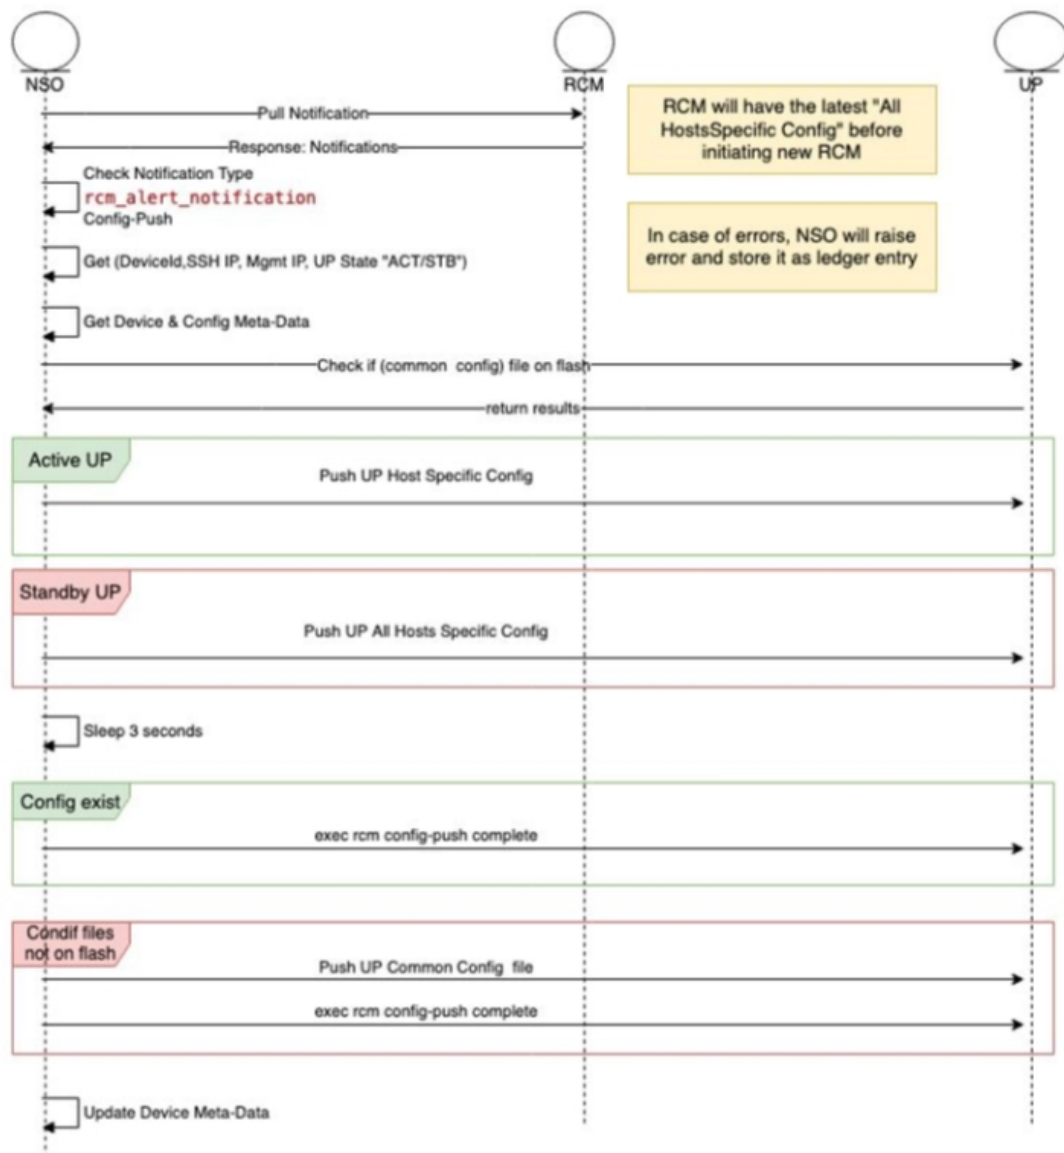 NSO
RCM
UP
Pull Notification
RCM will have the latest "All
HostsSpecific Config" before
initiating new RCM
Response: Notifications
Check Notification Type
rcm_alert_notification
Config-Push
In case of errors, NSO will raise
error and store it as ledger entry
Get (DeviceId,SSH IP, Mgmt IP, UP State "ACT/STB")
Get Device & Config Meta-Data
Check if (common config) file on flash
return results
Active UP
Push UP Host Specific Config
Standby UP
Push UP All Hosts Specific Config
Sleep 3 seconds
Config exist
exec rcm config-push complete
Condif files
not on flash
Push UP Common Config file
exec rcm config-push complete
Update Device Meta-Data